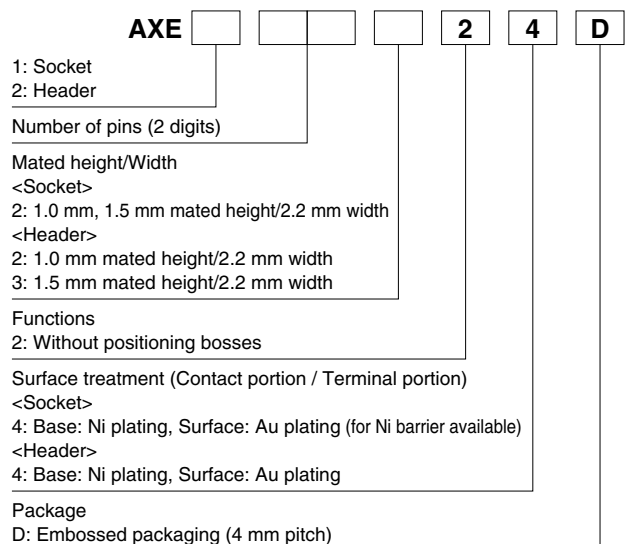 AXE 2 4 D
1: Socket
2: Header
Number of pins (2 digits)
Mated height/Width
<Socket>
2: 1.0 mm, 1.5 mm mated height/2.2 mm width
<Header>
2: 1.0 mm mated height/2.2 mm width
3: 1.5 mm mated height/2.2 mm width
Functions
2: Without positioning bosses
Surface treatment (Contact portion / Terminal portion)
<Socket>
4: Base: Ni plating, Surface: Au plating (for Ni barrier available)
<Header>
4: Base: Ni plating, Surface: Au plating
Package
D: Embossed packaging (4 mm pitch)